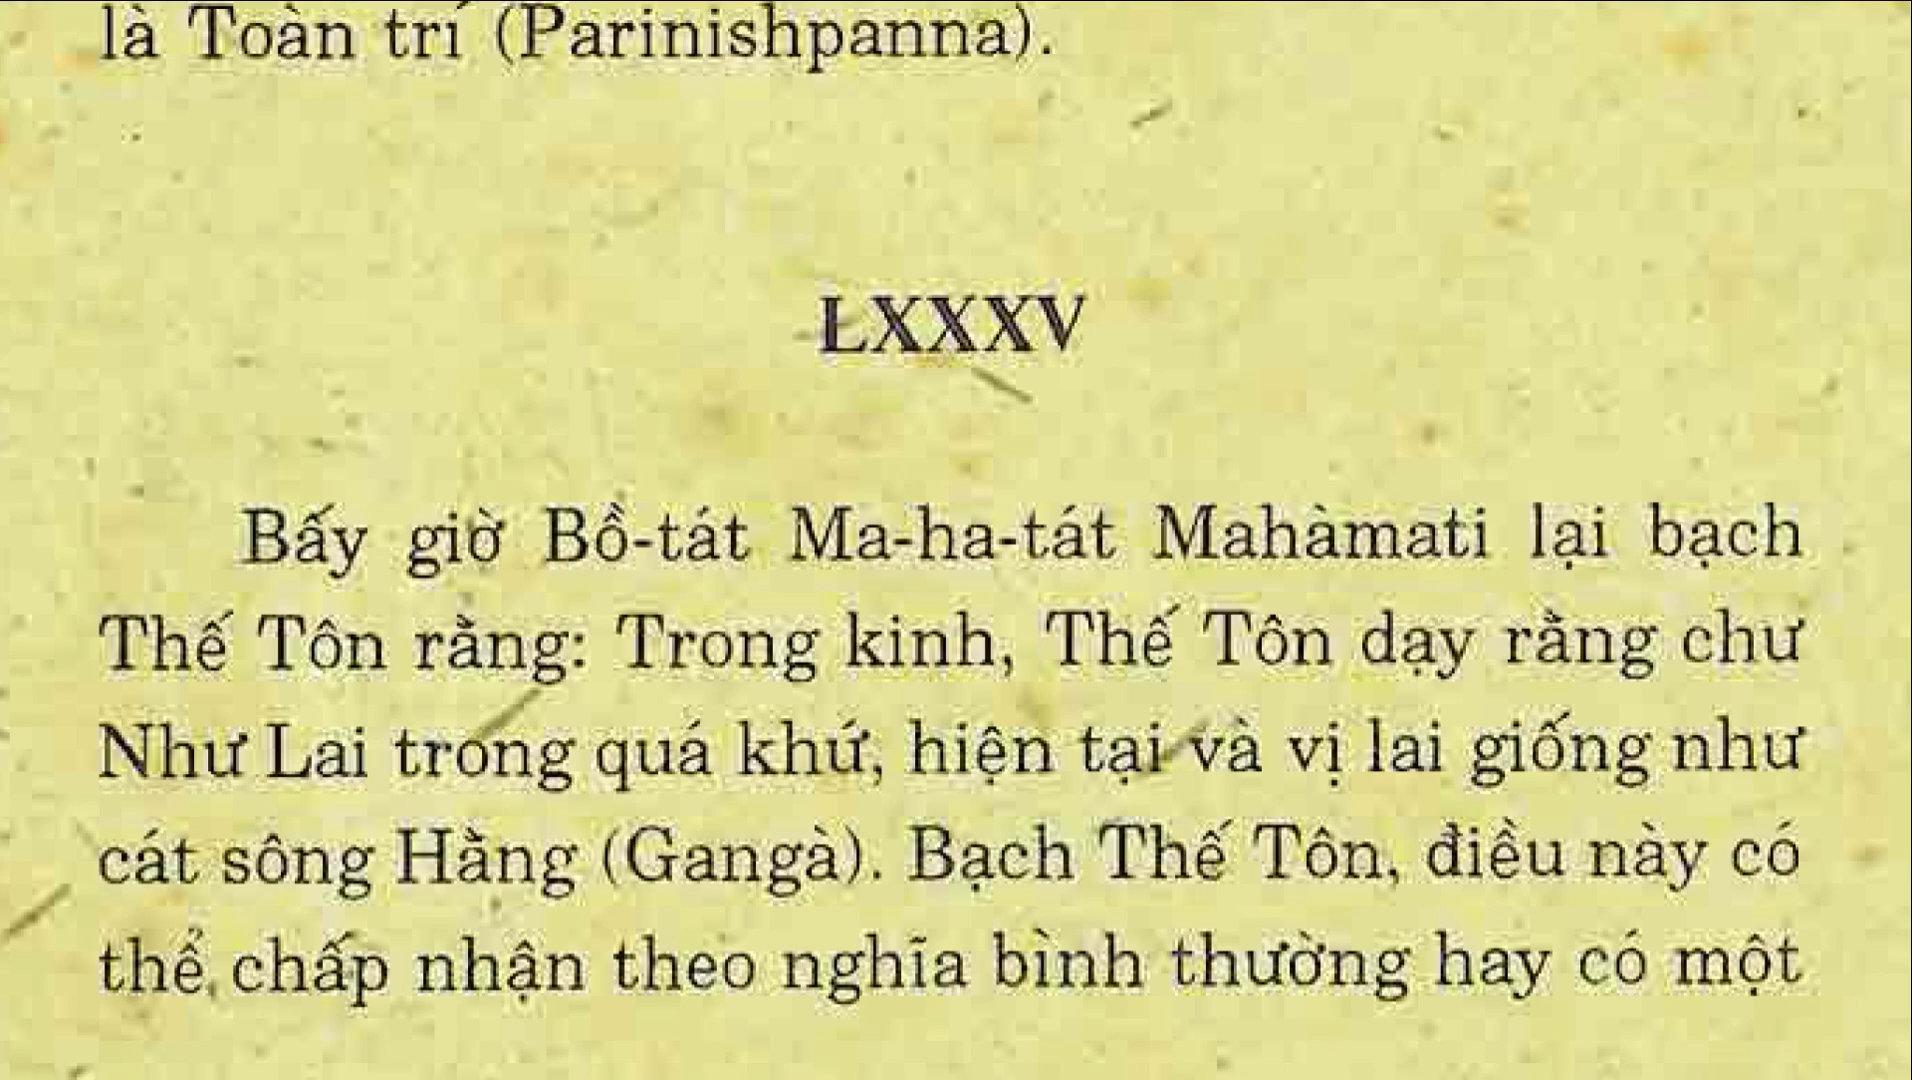 là Toàn trí (Parinishpanna).
LXXXV
Bấy giờ Bồ-tát Ma-ha-tát Mahàmati lại bạch
Thế Tôn rằng: Trong kinh, Thế Tôn dạy rằng chư
Như Lai trong quá khứ, hiện tại và vị lai giống như
cát sông Hằng (Gangà). Bạch Thế Tôn, điều này có
thể chấp nhận theo nghĩa bình thường hay có một